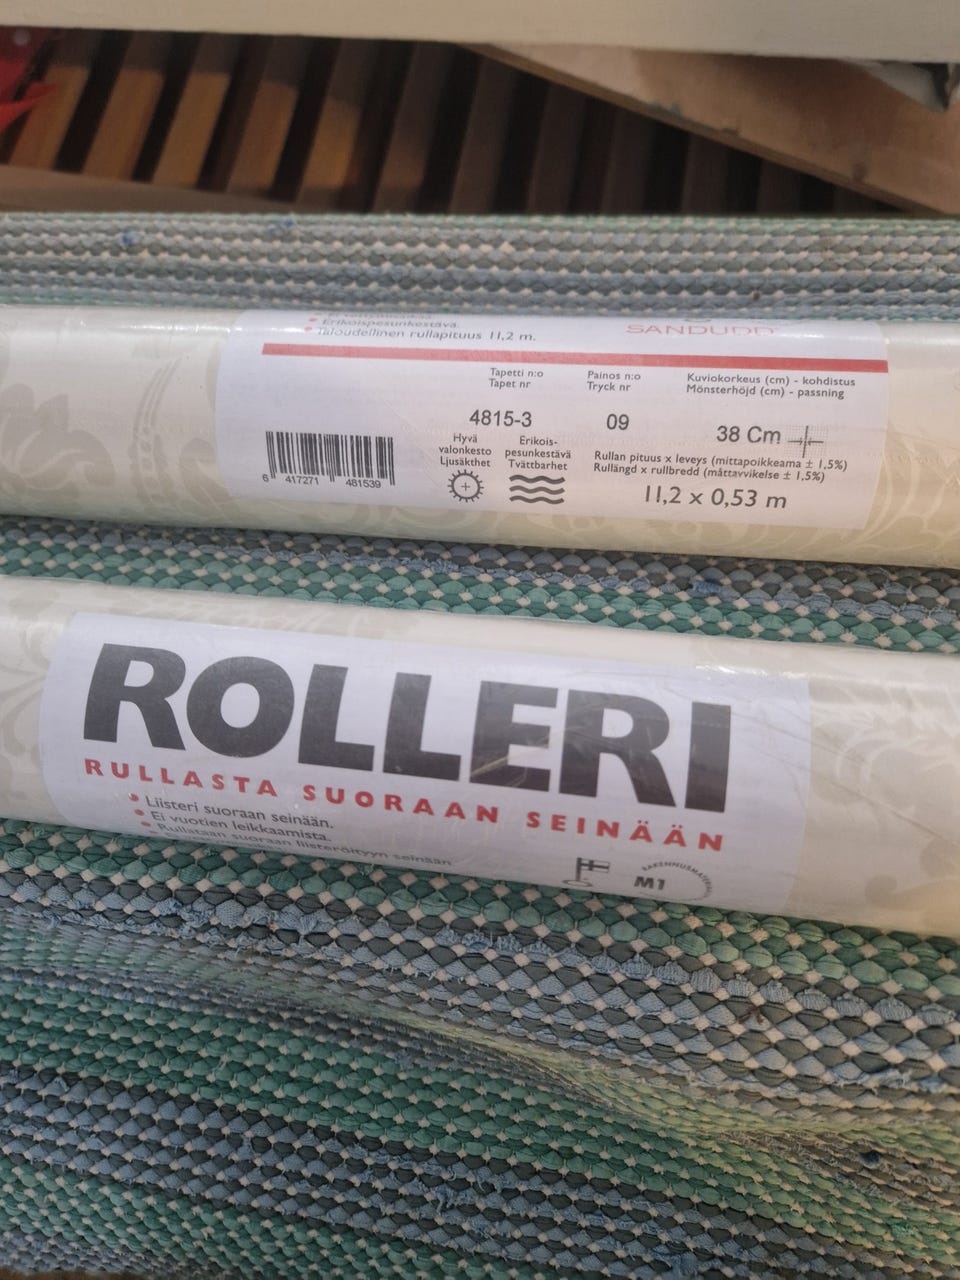 Erikoispesunkestävä.
Taloudellinen rullapituus 11,2 m.
SANDUDD
Tapetti n:o
Tapet nr
4815-3
Painos n:o
Tryck nr
09
Kuviokorkeus (cm) - kohdistus
Mönsterhöjd (cm) - passning
38 Cm
Hyvä
valonkesto
Ljusäkthet
Erikois-
pesunkestävä
Tvättbarhet
Rullan pituus x leveys (mittapoikkeama ± 1,5%)
Rullängd x rullbredd (måttavvikelse ± 1,5%)
11,2 x 0,53 m
6 417271 481539
ROLLERI
RULLASTA SUORAAN SEINÄÄN
Liisteri suoraan seinään.
Ei vuotien leikkaamista.
Rullataan suoraan liisteröityyn seinään
M1